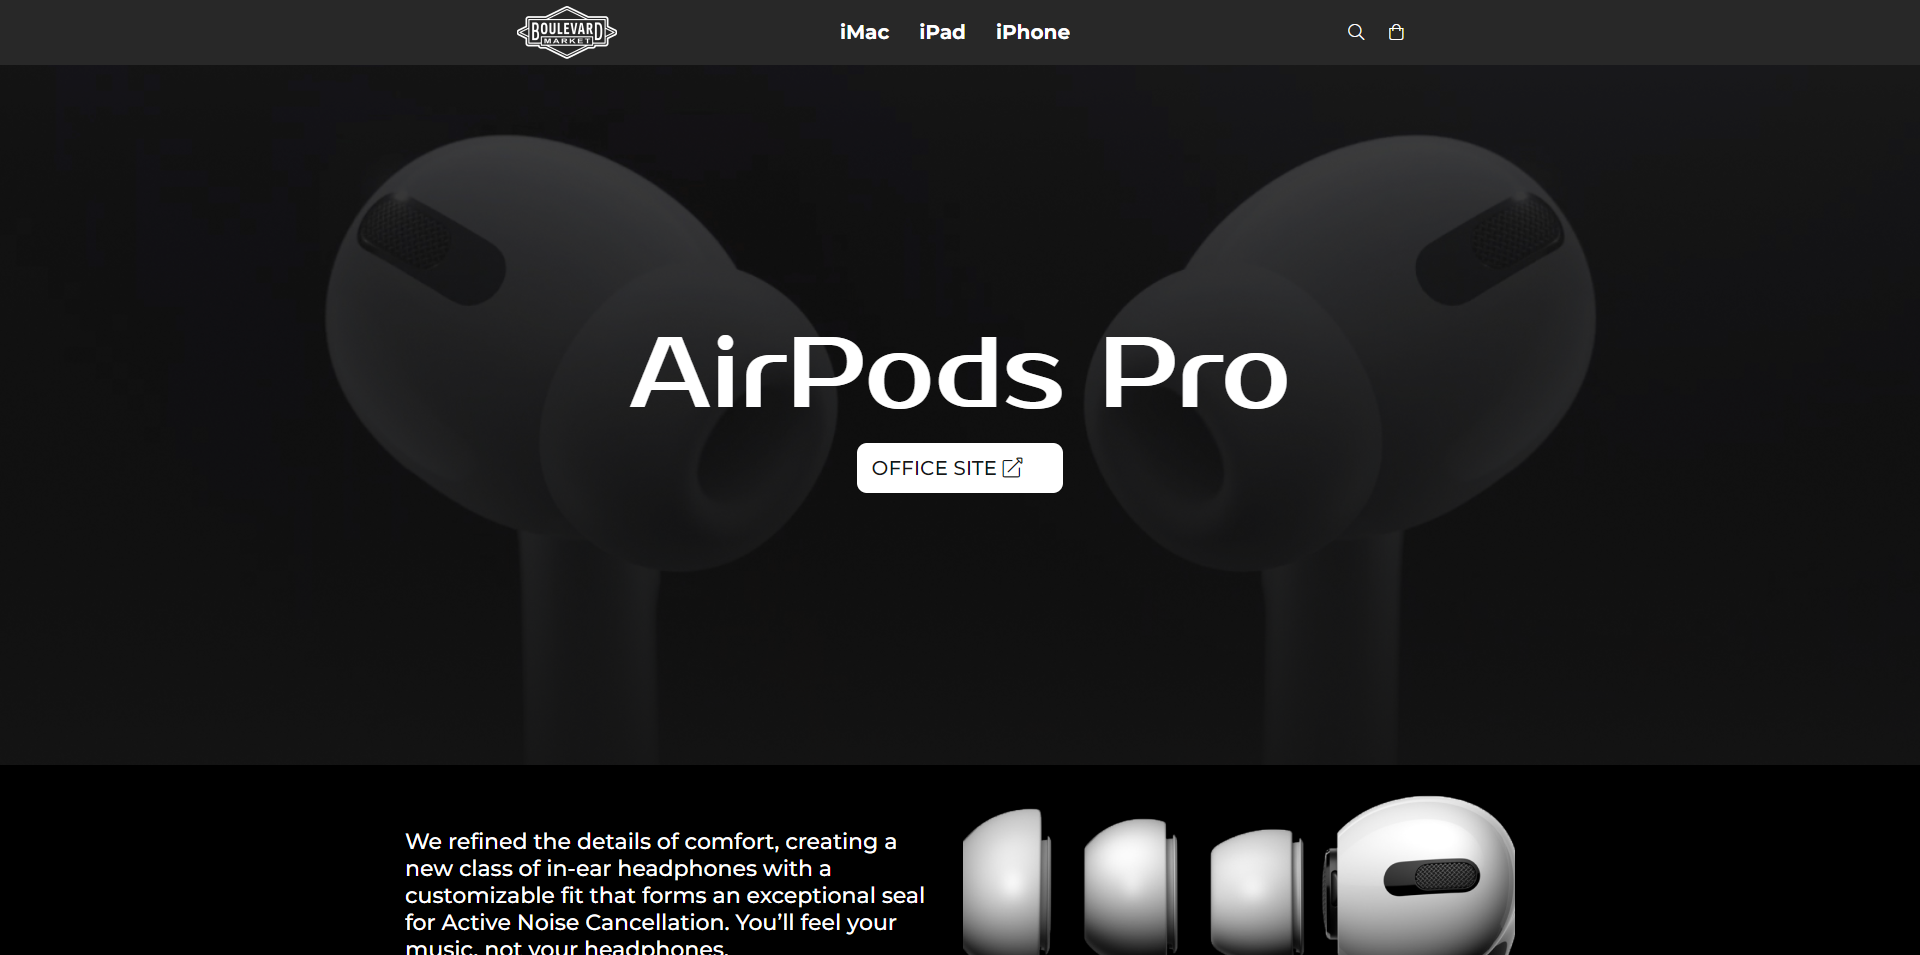 BOULEVARD
MARKET
iMac iPad iPhone
AirPods Pro
OFFICE SITE
We refined the details of comfort, creating a
new class of in-ear headphones with a
customizable fit that forms an exceptional seal
for Active Noise Cancellation. You’ll feel your
music, not your headphones.